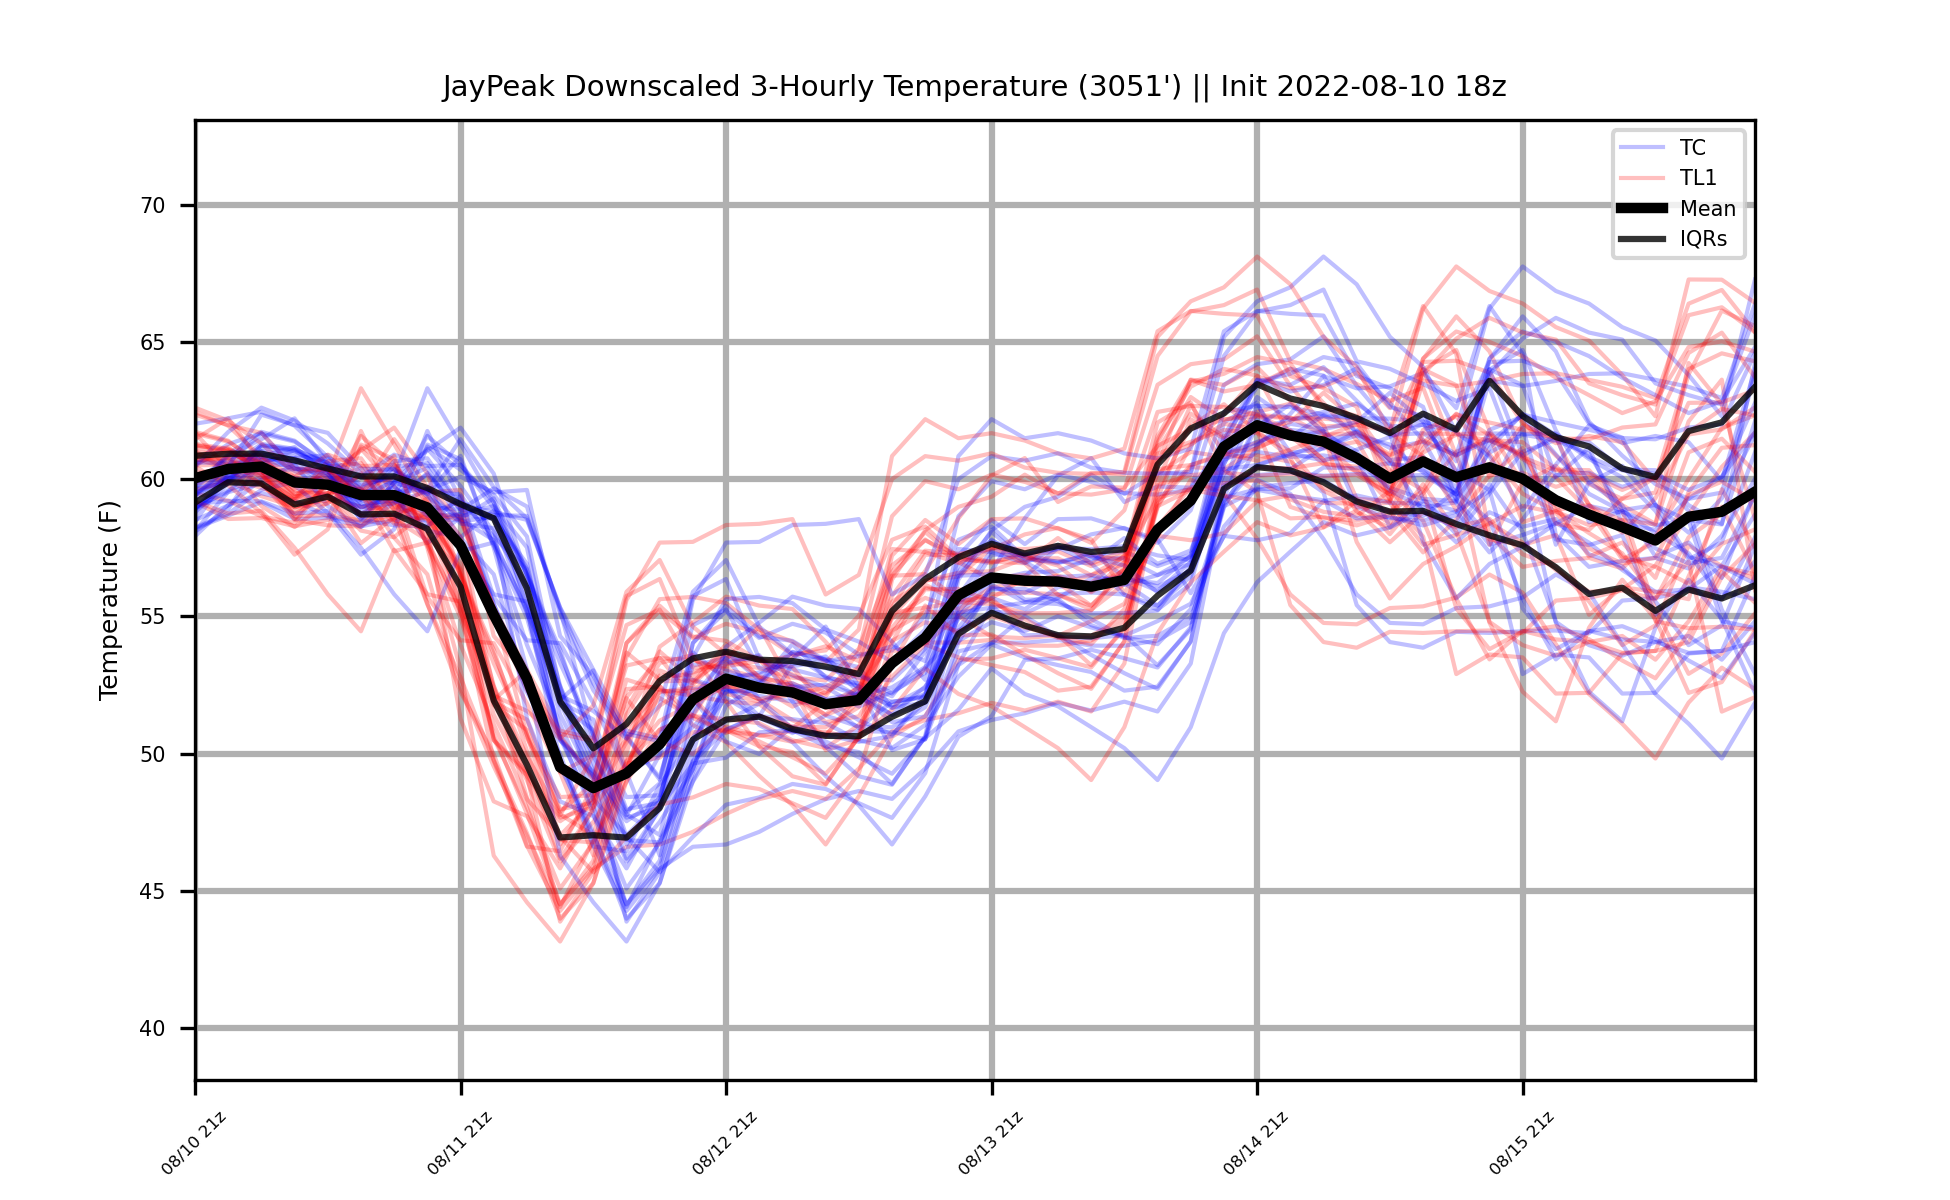 JayPeak Downscaled 3-Hourly Temperature (3051') || Init 2022-08-10 18z
TC
TL1
Mean
IQRs
Temperature (F)
70
65
60
55
50
45
40
08/10 21z
08/11 21z
08/12 21z
08/13 21z
08/14 21z
08/15 21z